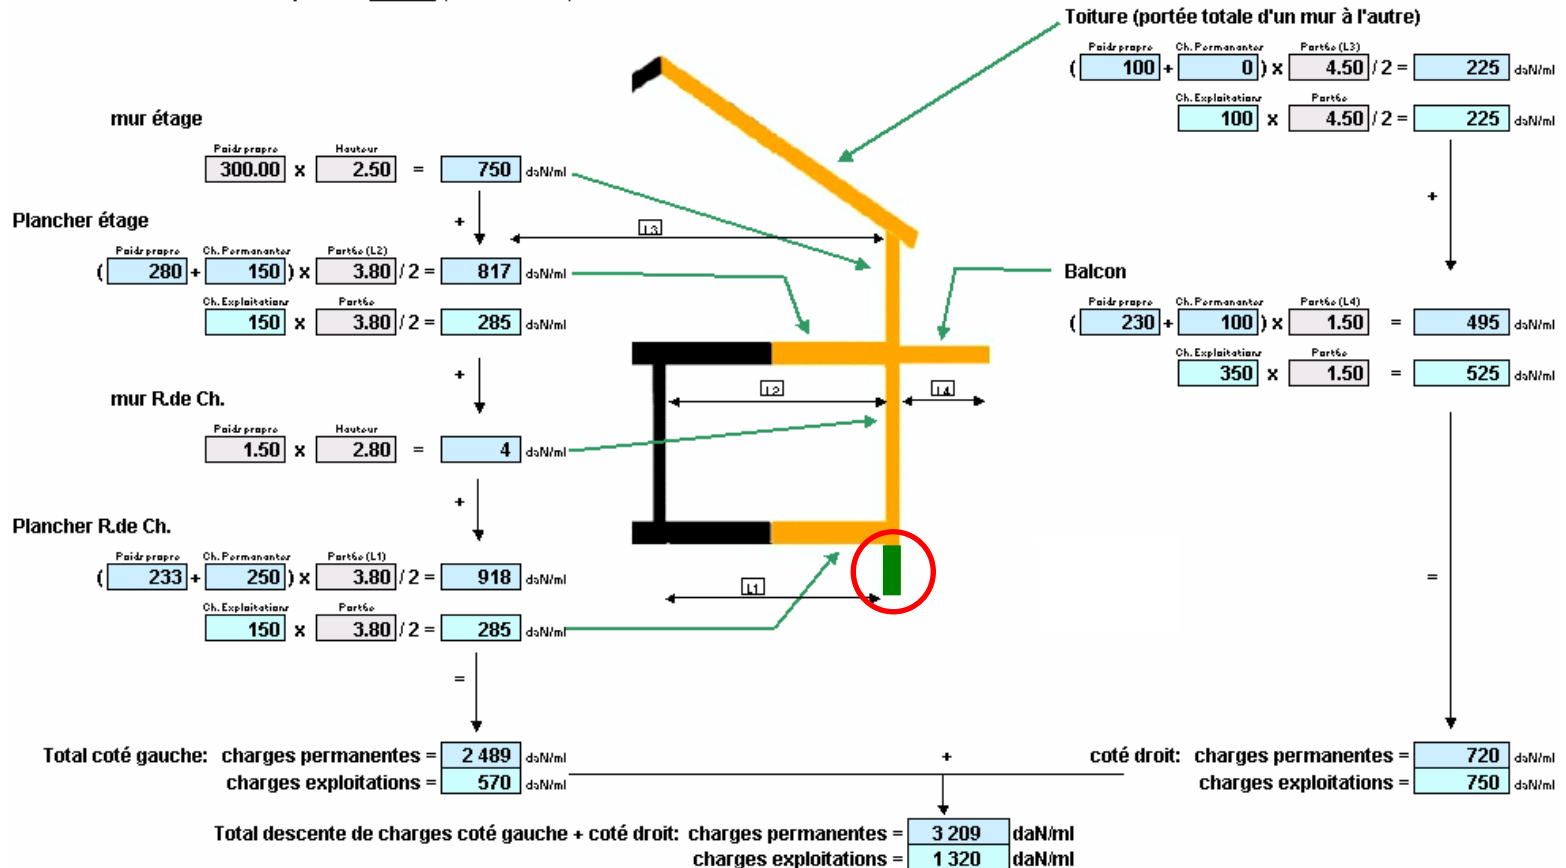 Toiture (portée totale d'un mur à l'autre)
Poids propre Ch. Permanantes Portée (L3)
( 100 + 0 ) x 4.50 / 2 = 225 daN/ml
Ch. Exploitations Portée
100 x 4.50 / 2 = 225 daN/ml
+
mur étage
Poids propre Hauteur
300.00 x 2.50 = 750 daN/ml
+
Plancher étage
Poids propre Ch. Permanantes Portée (L2)
( 280 + 150 ) x 3.80 / 2 = 817 daN/ml
Ch. Exploitations Portée
150 x 3.80 / 2 = 285 daN/ml
+
mur R.de Ch.
Poids propre Hauteur
1.50 x 2.80 = 4 daN/ml
+
Plancher R.de Ch.
Poids propre Ch. Permanantes Portée (L1)
( 233 + 250 ) x 3.80 / 2 = 918 daN/ml
Ch. Exploitations Portée
150 x 3.80 / 2 = 285 daN/ml
=
L3
L2
L4
L1
Balcon
Poids propre Ch. Permanantes Portée (L4)
( 230 + 100 ) x 1.50 = 495 daN/ml
Ch. Exploitations Portée
350 x 1.50 = 525 daN/ml
=
Total coté gauche: charges permanentes = 2 489 daN/ml
charges exploitations = 570 daN/ml
+
coté droit: charges permanentes = 720 daN/ml
charges exploitations = 750 daN/ml
Total descente de charges coté gauche + coté droit: charges permanentes = 3 209 daN/ml
charges exploitations = 1 320 daN/ml